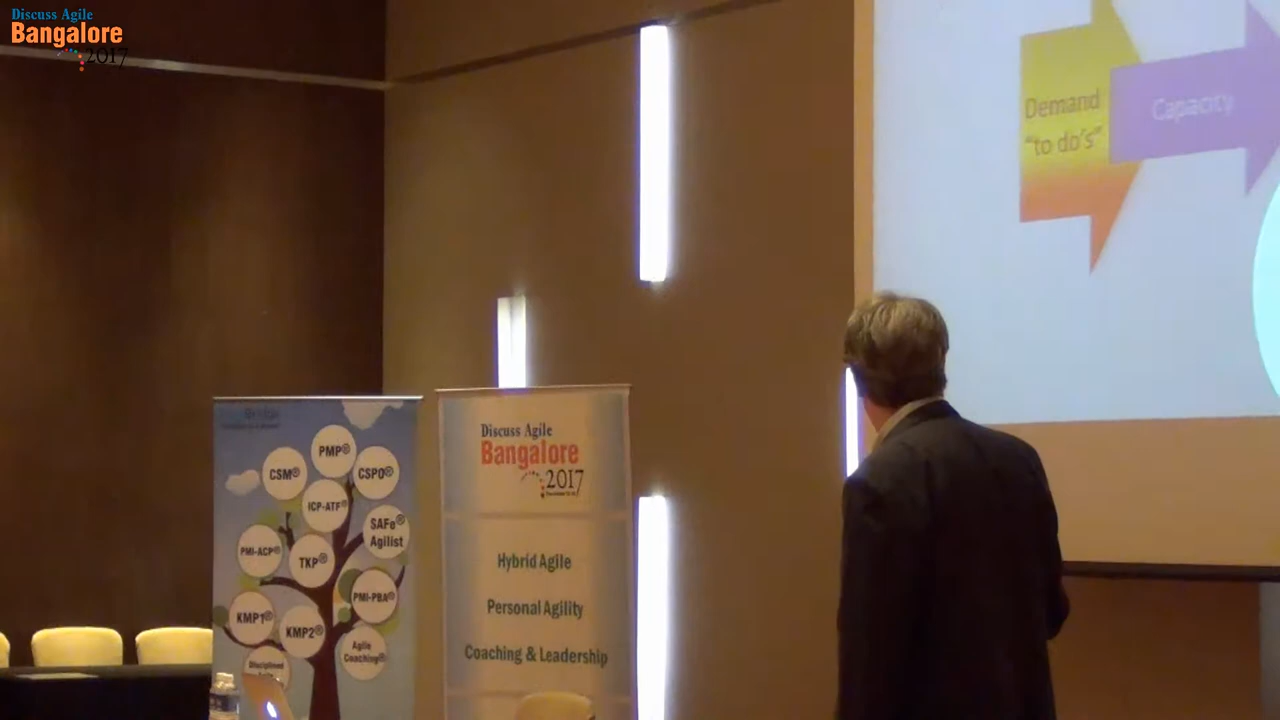 Discuss Agile
Bangalore
2017
Demand
"to do's"
Capacity
PMP®
CSM®
CSPO®
ICP-ATF®
SAFe®
Agilist
PMI-ACP®
TKP®
PMI-PBA®
KMP1®
KMP2®
Agile
Coaching®
Disciplined
Discuss Agile
Bangalore
2017
Hybrid Agile
Personal Agility
Coaching & Leadership